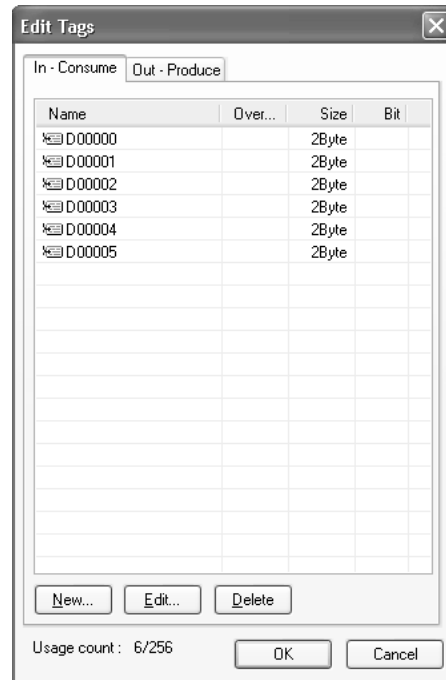 Edit Tags
In - Consume Out - Produce
Name Over... Size Bit
D00000 2Byte
D00001 2Byte
D00002 2Byte
D00003 2Byte
D00004 2Byte
D00005 2Byte
New... Edit... Delete
Usage count : 6/256 OK Cancel